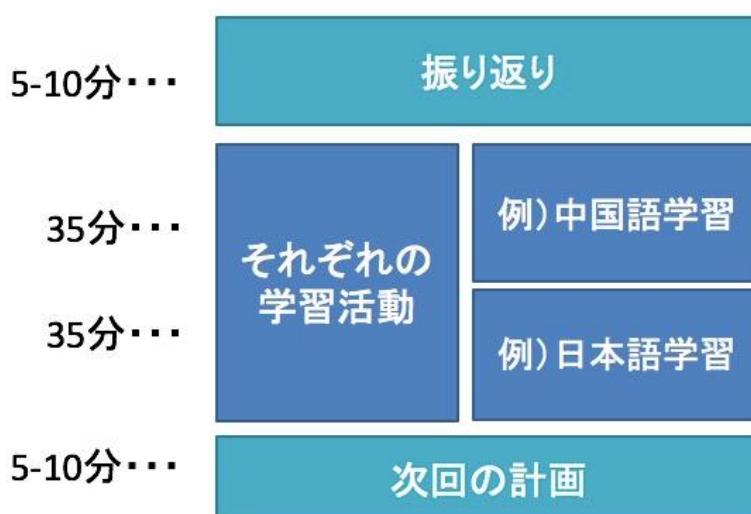 5-10分・・・
振り返り
35分・・・
35分・・・
それぞれの
学習活動
例）中国語学習
例）日本語学習
5-10分・・・
次回の計画